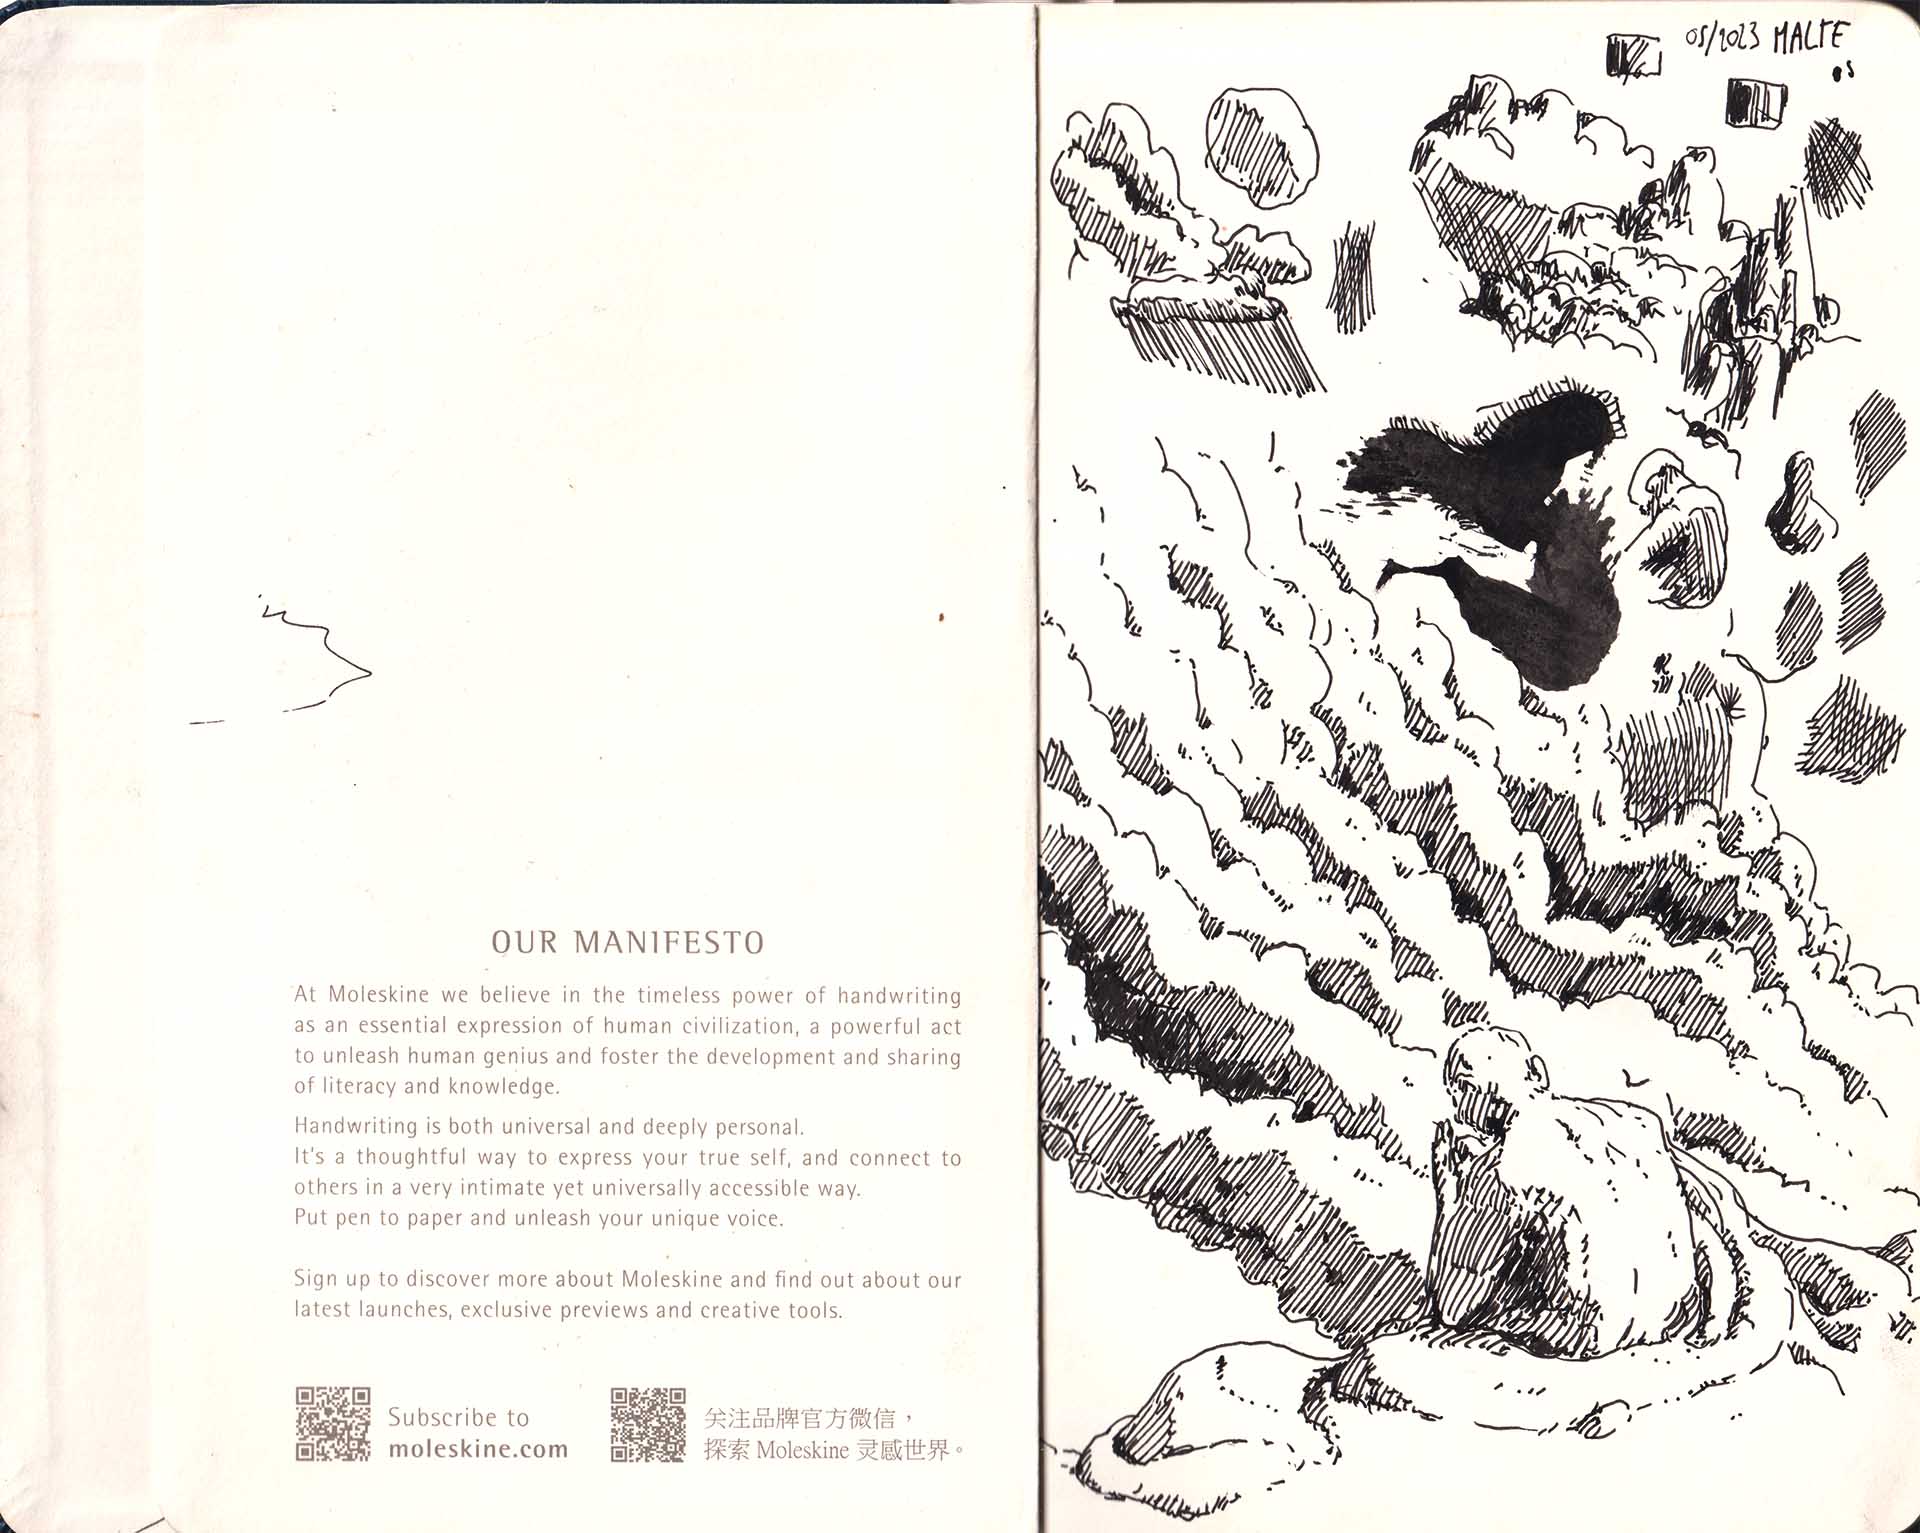 OUR MANIFESTO
At Moleskine we believe in the timeless power of handwriting
as an essential expression of human civilization, a powerful act
to unleash human genius and foster the development and sharing
of literacy and knowledge.
Handwriting is both universal and deeply personal.
It's a thoughtful way to express your true self, and connect to
others in a very intimate yet universally accessible way.
Put pen to paper and unleash your unique voice.
Sign up to discover more about Moleskine and find out about our
latest launches, exclusive previews and creative tools.
Subscribe to
moleskine.com
关注品牌官方微信，
探索 Moleskine 灵感世界。
05/2023 MALTE